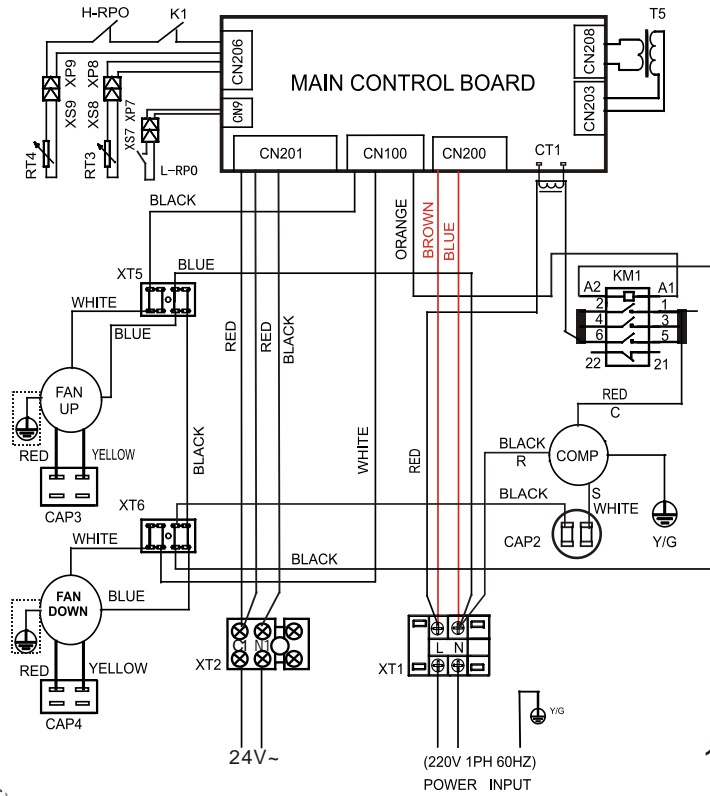 H-RPO K1 T5
XP9 XP8 CN206 CN208
XS9 XS8 XS7 XP7 CN9 MAIN CONTROL BOARD CN203
RT4 RT3 L-RP0 CN201 CN100 CN200 CT1
BLACK ORANGE BROWN BLUE
XT5 BLUE KM1
WHITE A2 A1
2 1
BLUE RED RED BLACK 4 3
6 5
22 21
FAN
UP
RED
C
RED YELLOW BLACK WHITE RED BLACK COMP
R
CAP3 BLACK S
WHITE
XT6 CAP2 Y/G
WHITE BLACK
FAN
DOWN
BLUE
RED YELLOW C1 N1 L N
XT2 XT1
CAP4 Y/G
24V~ (220V 1PH 60HZ)
POWER INPUT